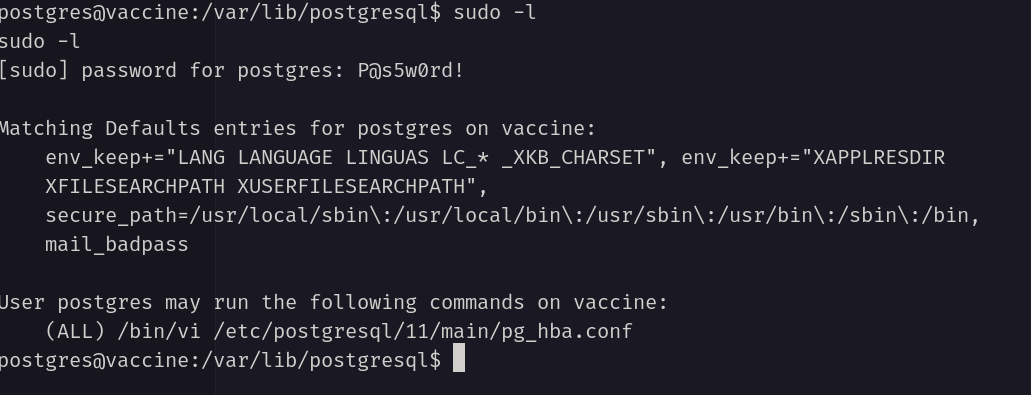 postgres@vaccine:/var/lib/postgresql$ sudo -l
sudo -l
[sudo] password for postgres: P@s5w0rd!
Matching Defaults entries for postgres on vaccine:
env_keep+="LANG LANGUAGE LINGUAS LC_* _XKB_CHARSET", env_keep+="XAPPLRESDIR
XFILESEARCHPATH XUSERFILESEARCHPATH",
secure_path=/usr/local/sbin\:/usr/local/bin\:/usr/sbin\:/usr/bin\:/sbin\:/bin,
mail_badpass
User postgres may run the following commands on vaccine:
(ALL) /bin/vi /etc/postgresql/11/main/pg_hba.conf
postgres@vaccine:/var/lib/postgresql$